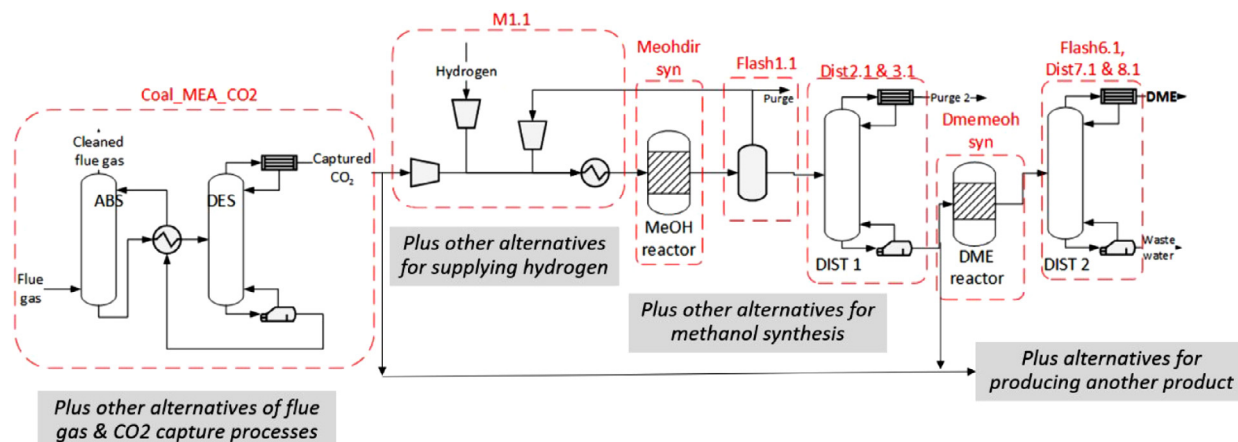 M1.1
Hydrogen
Coal_MEA_CO2
Cleaned
flue gas
ABS
DES
Captured
CO₂
Flue
gas
Meohdir
syn
MeOH
reactor
Flash1.1
Purge
Dist2.1 & 3.1
Purge 2
DIST 1
Dmemeoh
syn
DME
reactor
Flash6.1,
Dist7.1 & 8.1
DME
Waste
water
DIST 2
Plus other alternatives
for supplying hydrogen
Plus other alternatives for
methanol synthesis
Plus alternatives for
producing another product
Plus other alternatives of flue
gas & CO2 capture processes